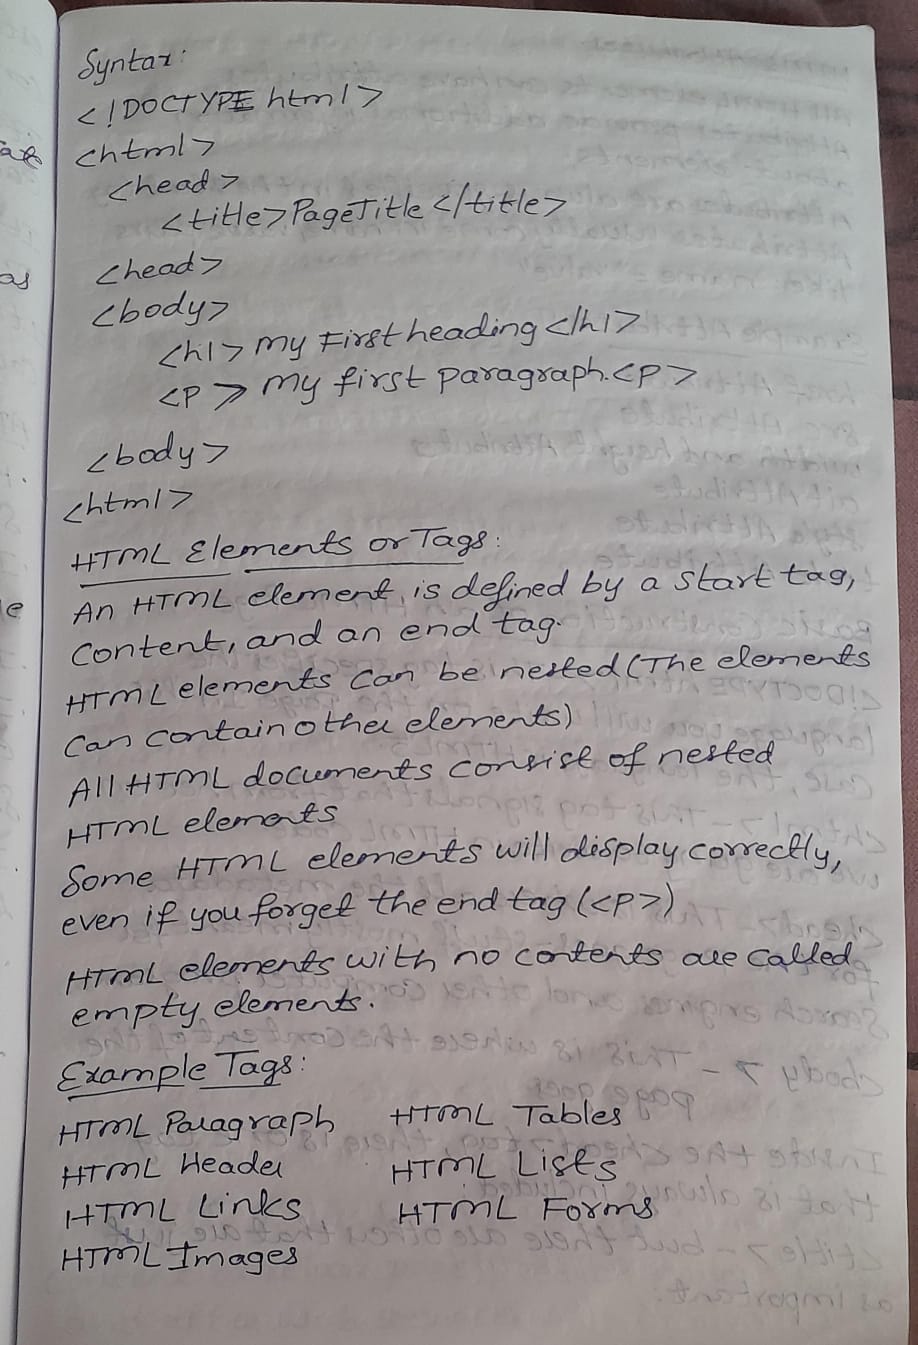 Syntax:
<!DOCTYPE html>
<html>
<head>
<title>PageTitle</title>
<head>
<body>
<h1>My First heading</h1>
<p> My first paragraph.<p>
<body>
<html>
HTML Elements or Tags:
An HTML element is defined by a start tag,
Content, and an end tag.
HTML elements can be nested (The elements
Can contain other elements)
All HTML documents consist of nested
HTML elements
Some HTML elements will display correctly,
even if you forget the end tag (<p>)
HTML elements with no contents are called
empty elements.
Example Tags:
HTML Paragraph HTML Tables
HTML Header HTML Lists
HTML Links HTML Forms
HTML Images